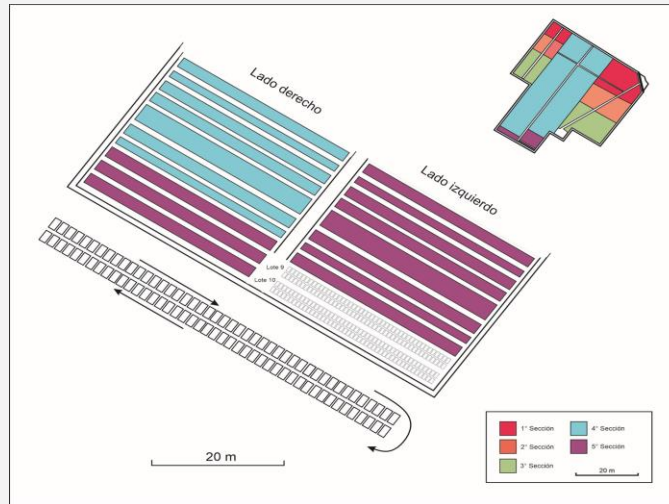 Lado derecho
Lado izquierdo
Lote 9
Lote 10
20 m
1° Sección
2° Sección
3° Sección
4° Sección
5° Sección
20 m